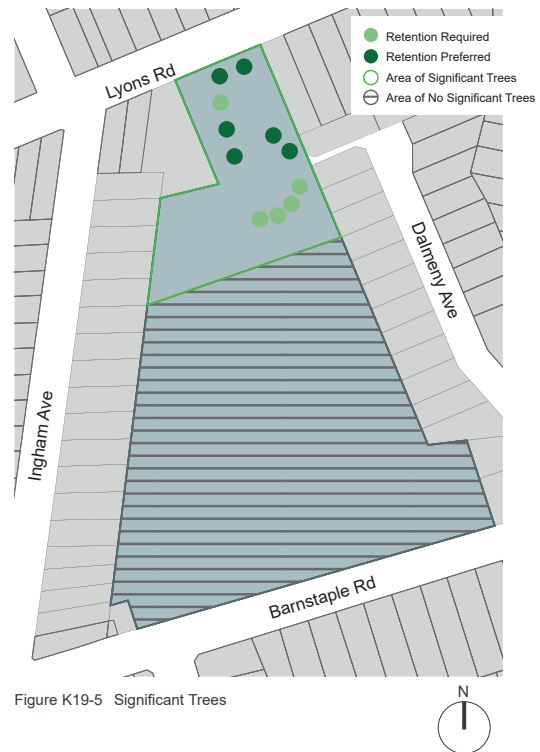 Lyons Rd
Retention Required
Retention Preferred
Area of Significant Trees
Area of No Significant Trees
Dalmeny Ave
Ingham Ave
Barnstaple Rd
Figure K19-5 Significant Trees
N